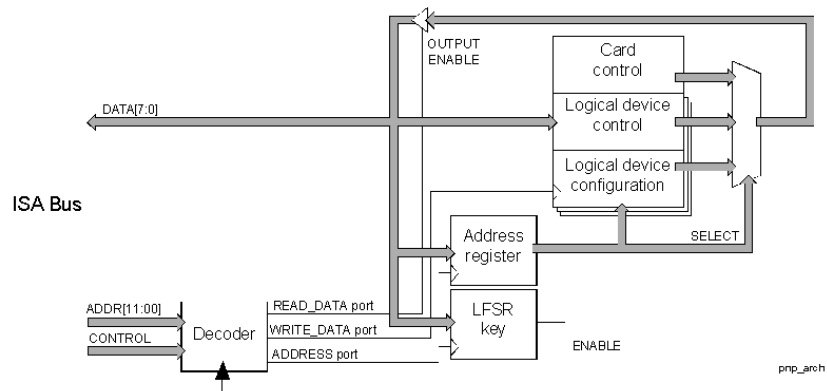 OUTPUT
ENABLE
Card
control
DATA[7:0]
Logical device
control
Logical device
configuration
ISA Bus
Address
register
SELECT
ADDR[11:00]
CONTROL
Decoder
READ_DATA port
WRITE_DATA port
ADDRESS port
LFSR
key
ENABLE
pnp_arch